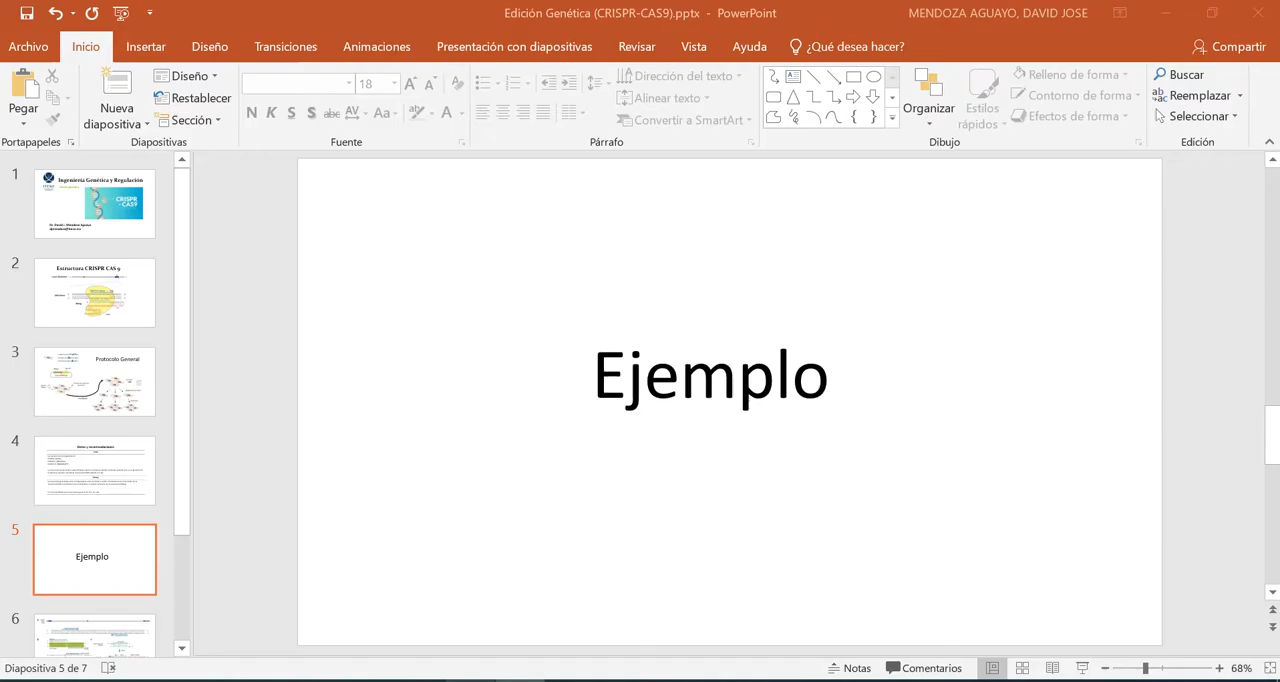 Edición Genética (CRISPR-CAS9).pptx - PowerPoint
MENDOZA AGUAYO, DAVID JOSE
Archivo Inicio Insertar Diseño Transiciones Animaciones Presentación con diapositivas Revisar Vista Ayuda ¿Qué desea hacer? Compartir
Pegar
Portapapeles
Nueva diapositiva
Diseño
Restablecer
Sección
Diapositivas
18
N K S S abc AV Aa A
Fuente
Dirección del texto
Alinear texto
Convertir a SmartArt
Párrafo
Organizar
Estilos rápidos
Relleno de forma
Contorno de forma
Efectos de forma
Dibujo
Buscar
Reemplazar
Seleccionar
Edición
1
Ingeniería Genética y Regulación
CRISPR
-CAS9
2
Estructura CRISPR CAS 9
3
Protocolo General
4
5
Ejemplo
6
Ejemplo
Diapositiva 5 de 7
Notas
Comentarios
68%